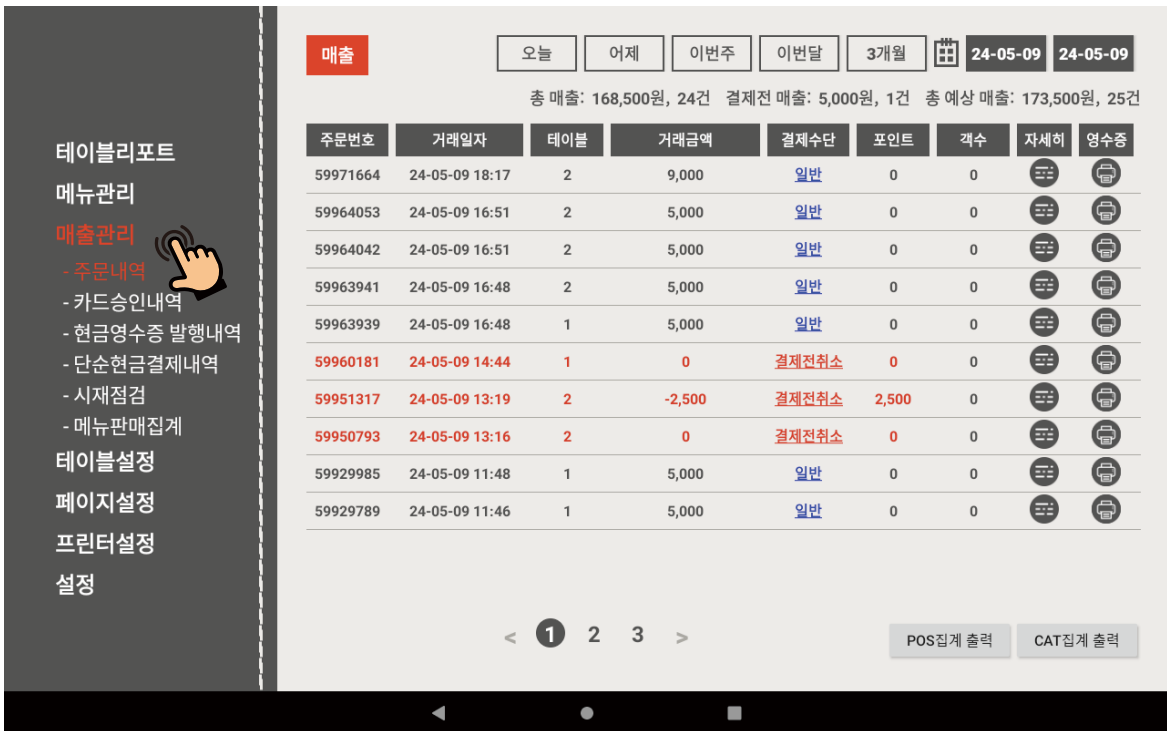 테이블리포트
메뉴관리
매출관리
- 주문내역
- 카드승인내역
- 현금영수증 발행내역
- 단순현금결제내역
- 시재점검
- 메뉴판매집계
테이블설정
페이지설정
프린터설정
설정
매출 오늘 어제 이번주 이번달 3개월 24-05-09 24-05-09
총 매출: 168,500원, 24건 결제전 매출: 5,000원, 1건 총 예상 매출: 173,500원, 25건
주문번호 거래일자 테이블 거래금액 결제수단 포인트 객수 자세히 영수증
59971664 24-05-09 18:17 2 9,000 일반 0 0
59964053 24-05-09 16:51 2 5,000 일반 0 0
59964042 24-05-09 16:51 2 5,000 일반 0 0
59963941 24-05-09 16:48 2 5,000 일반 0 0
59963939 24-05-09 16:48 1 5,000 일반 0 0
59960181 24-05-09 14:44 1 0 결제전취소 0 0
59951317 24-05-09 13:19 2 -2,500 결제전취소 2,500 0
59950793 24-05-09 13:16 2 0 결제전취소 0 0
59929985 24-05-09 11:48 1 5,000 일반 0 0
59929789 24-05-09 11:46 1 5,000 일반 0 0
< 1 2 3 >
POS집계 출력 CAT집계 출력